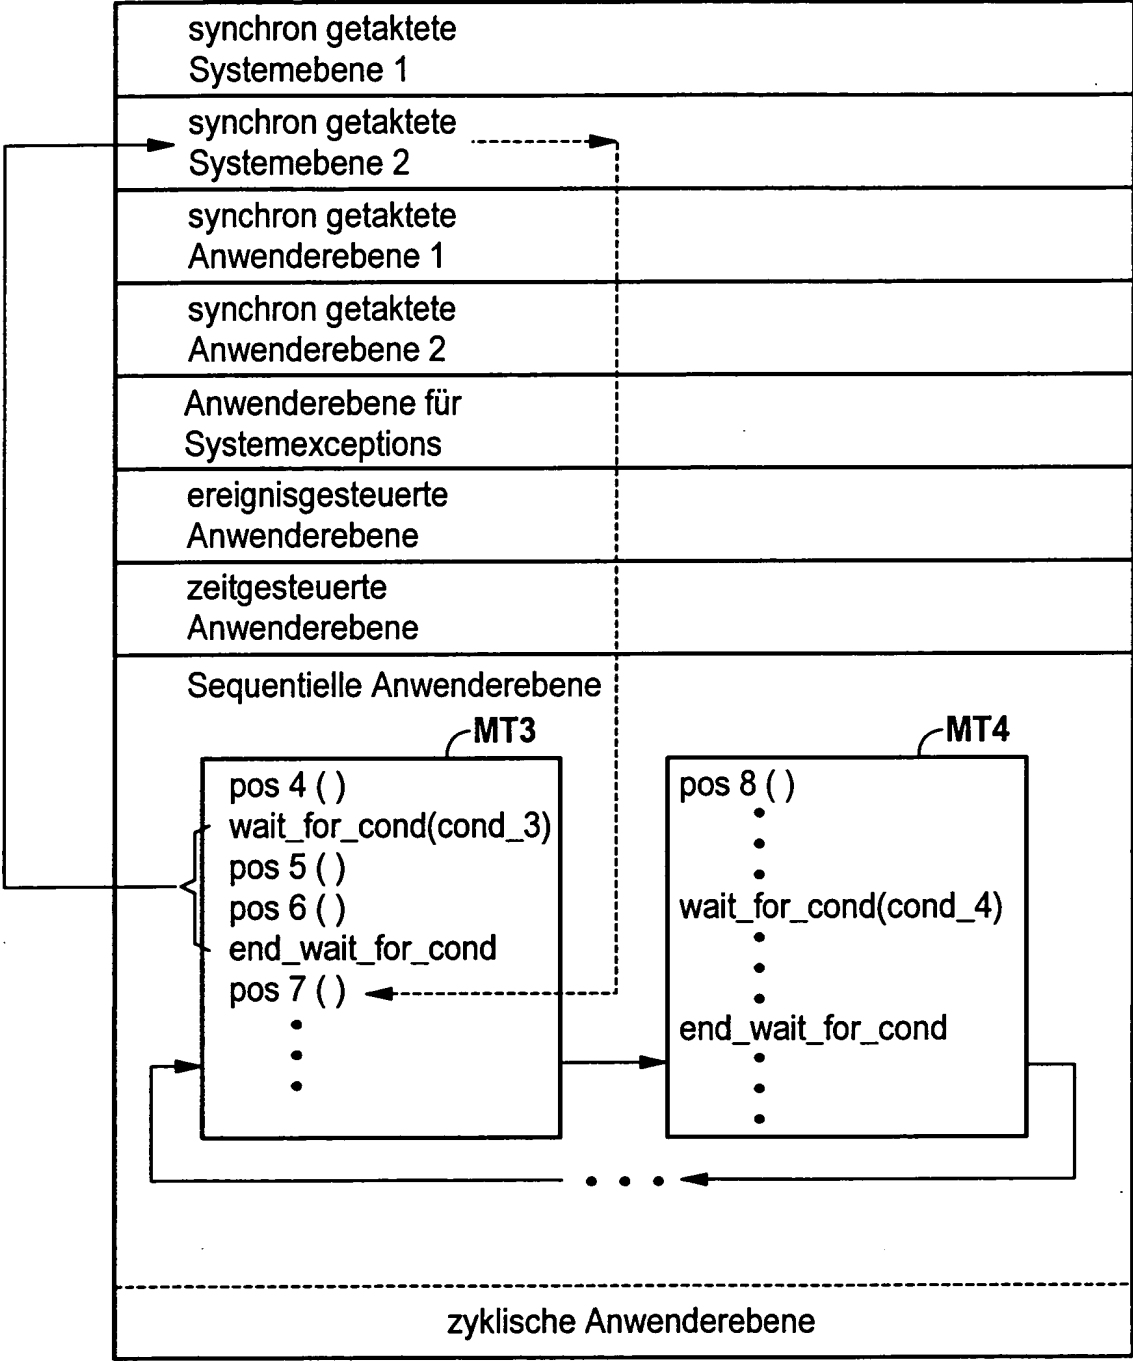 synchron getaktete
Systemebene 1
synchron getaktete
Systemebene 2
synchron getaktete
Anwenderebene 1
synchron getaktete
Anwenderebene 2
Anwenderebene für
Systemexceptions
ereignisgesteuerte
Anwenderebene
zeitgesteuerte
Anwenderebene
Sequentielle Anwenderebene
MT3
pos 4 ( )
wait_for_cond(cond_3)
pos 5 ( )
pos 6 ( )
end_wait_for_cond
pos 7 ( )
MT4
pos 8 ( )
wait_for_cond(cond_4)
end_wait_for_cond
zyklische Anwenderebene